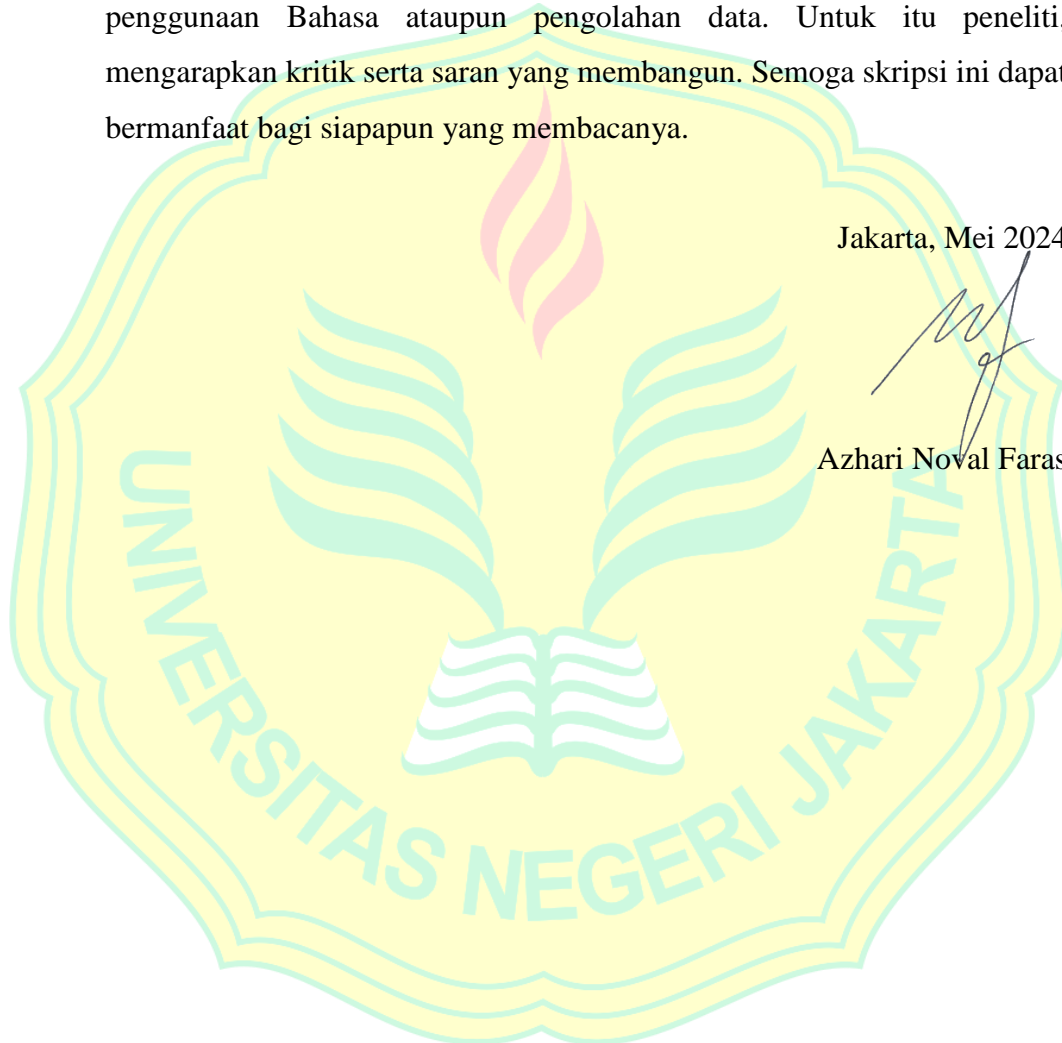 penggunaan Bahasa ataupun pengolahan data. Untuk itu peneliti,
mengarapkan kritik serta saran yang membangun. Semoga skripsi ini dapat
bermanfaat bagi siapapun yang membacanya.
Jakarta, Mei 2024
Azhari Noval Faras
UNIVERSITAS NEGERI JAKARTA